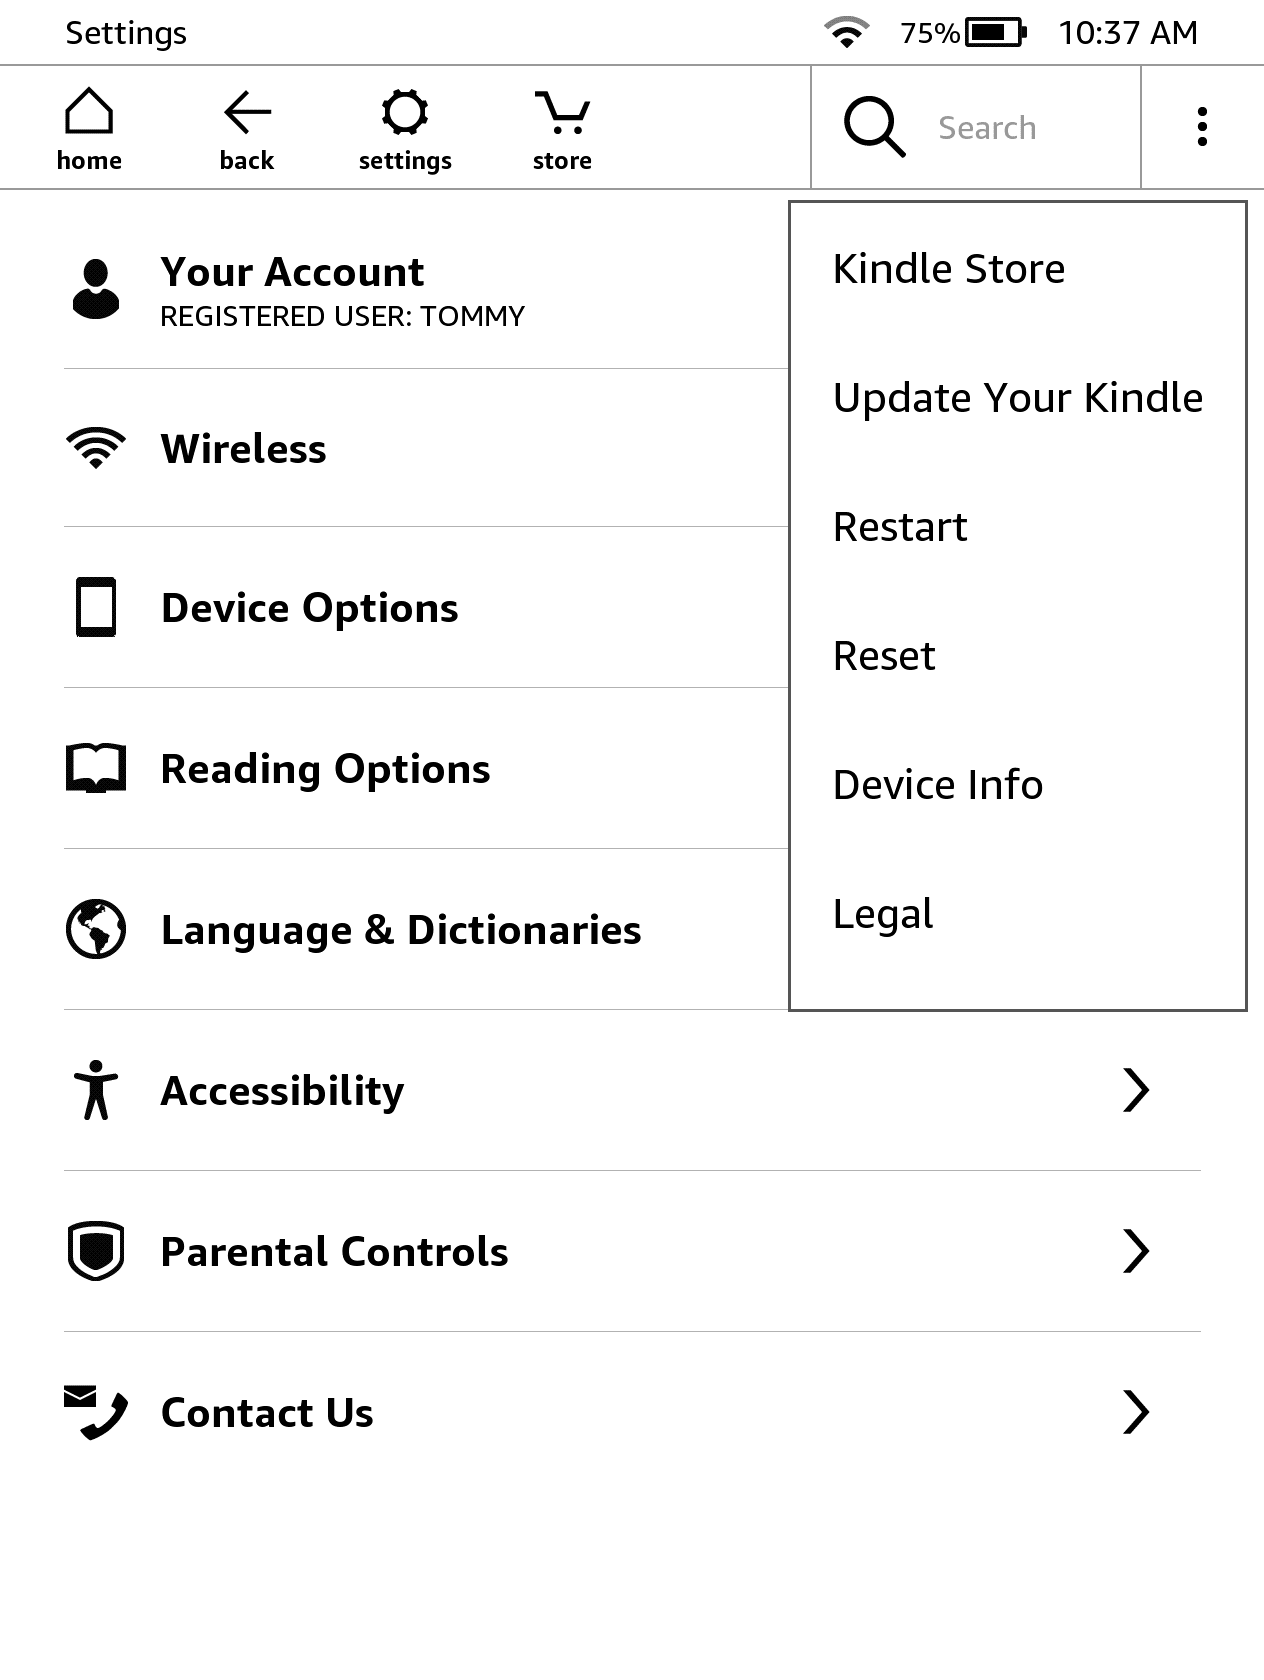 Settings
75%
10:37 AM
home
back
settings
store
Search
Your Account
REGISTERED USER: TOMMY
Wireless
Device Options
Reading Options
Language & Dictionaries
Accessibility
Parental Controls
Contact Us
Kindle Store
Update Your Kindle
Restart
Reset
Device Info
Legal